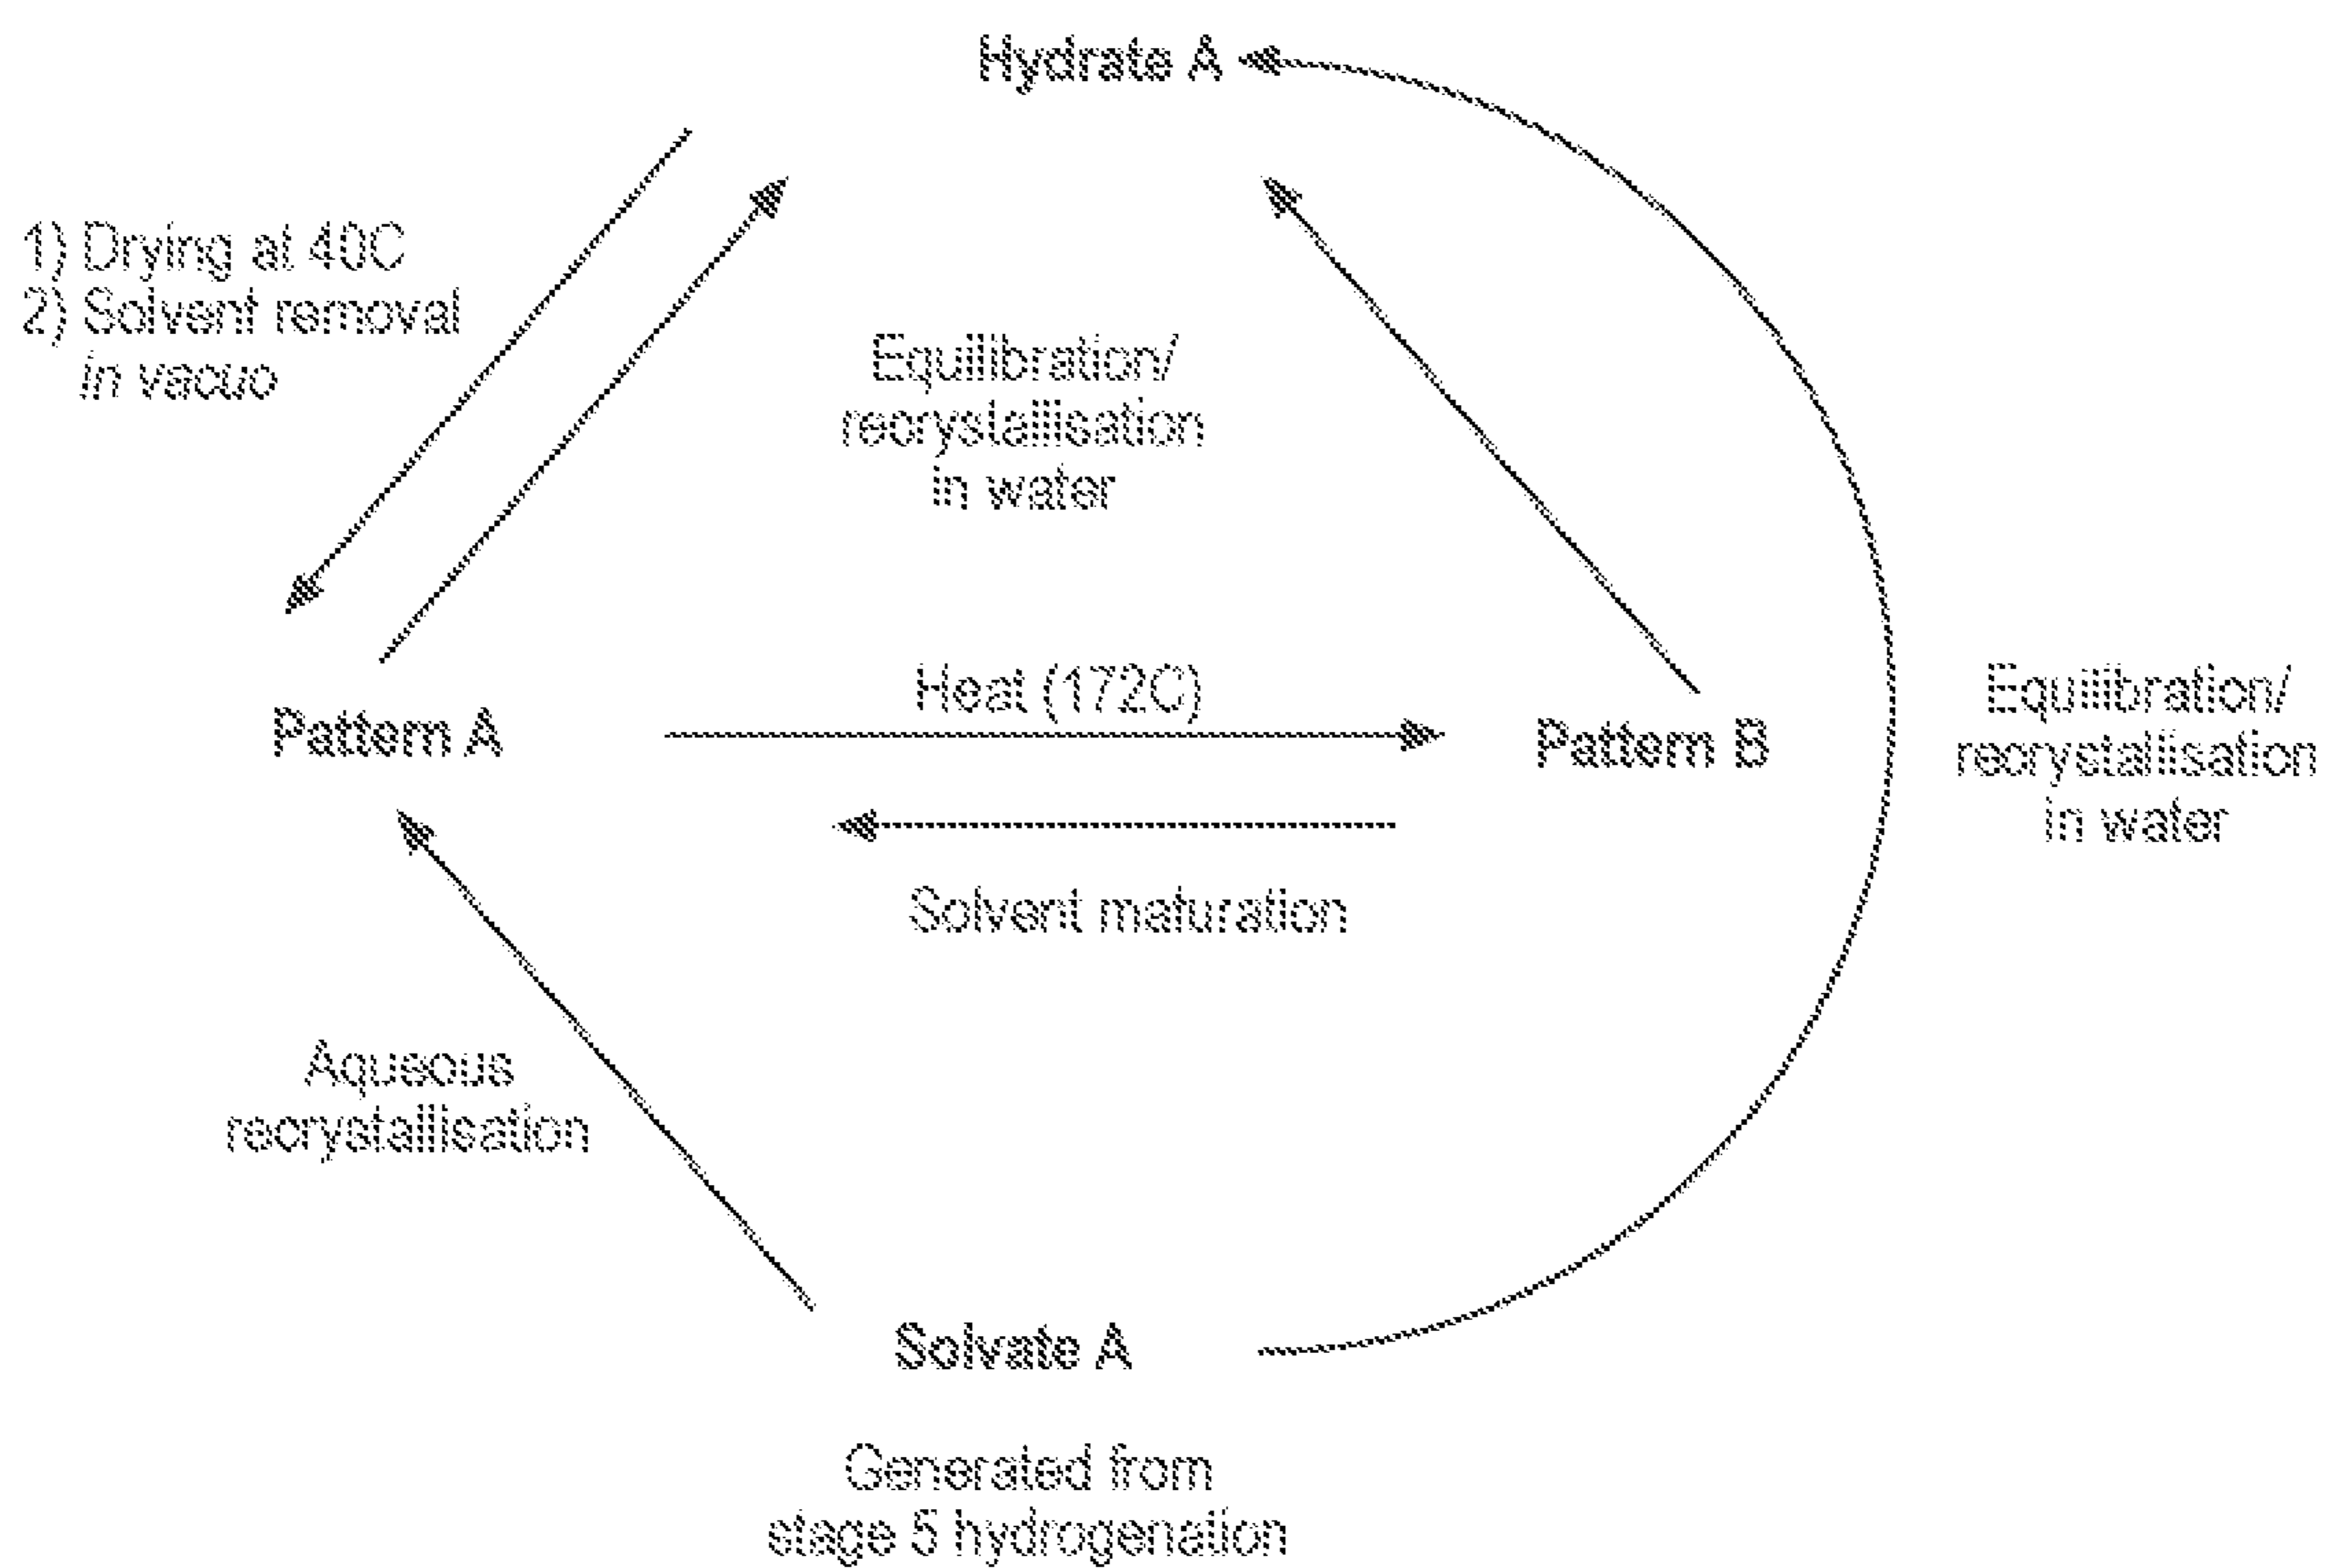 Hydrate A
1) Drying at 40C
2) Solvent removal
in vacuo
Equilibration/
recrystallisation
in water
Heat (172C)
Pattern A
Pattern B
Equilibration/
recrystallisation
in water
Solvent maturation
Aqueous
recrystallisation
Solvate A
Generated from
stage 5 hydrogenation